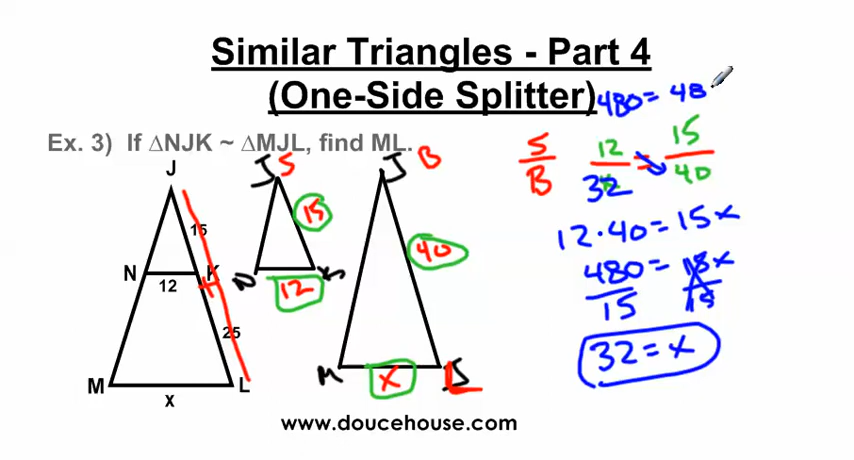 Similar Triangles - Part 4
(One-Side Splitter)
480 = 48
Ex. 3) If ∆NJK ~ ∆MJL, find ML.
J
15
N
K
12
25
M
L
x
J S
15
N
K
12
J B
40
M
x
L
S/B
12/32 = 15/40
12 · 40 = 15x
480/15 = 15x/15
32 = x
www.doucehouse.com